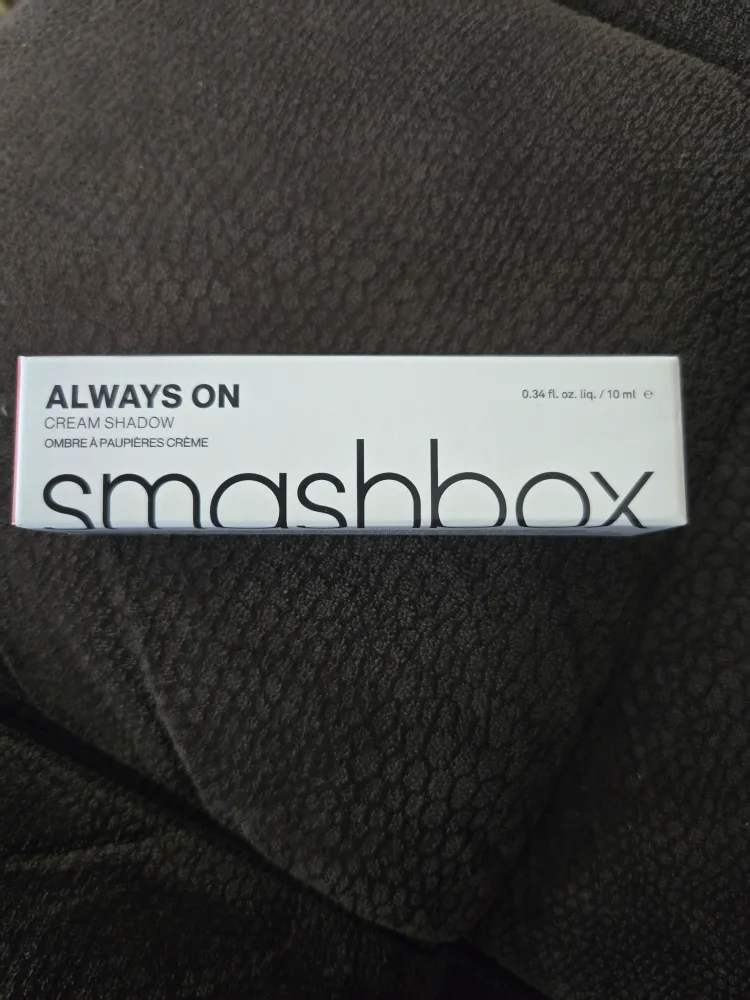 ALWAYS ON
0.34 fl. oz. liq. / 10 ml ℮
CREAM SHADOW
OMBRE À PAUPIÈRES CRÈME
smashbox